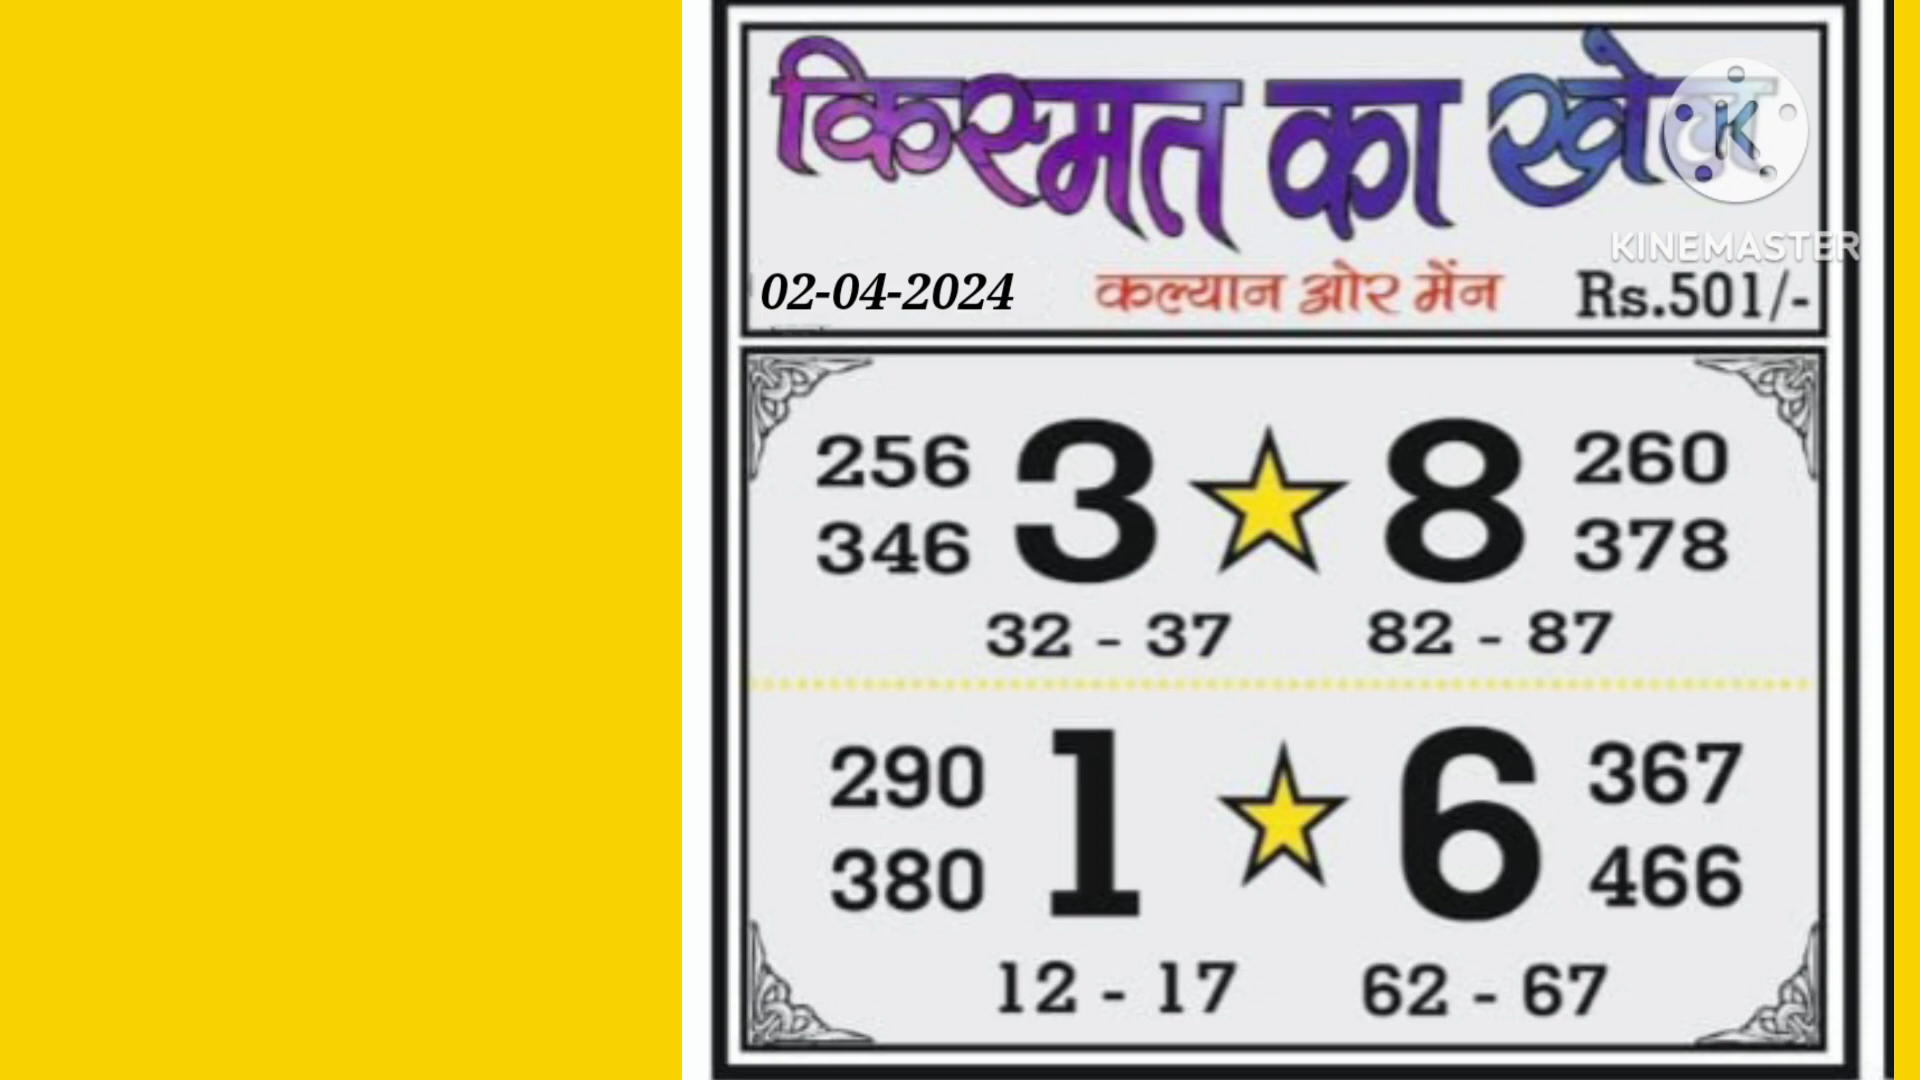 किस्मत का खेल
KINEMASTER
02-04-2024 कल्यान ओर मेंन Rs.501/-
256 3 8 260
346 378
32 - 37 82 - 87
290 1 6 367
380 466
12 - 17 62 - 67